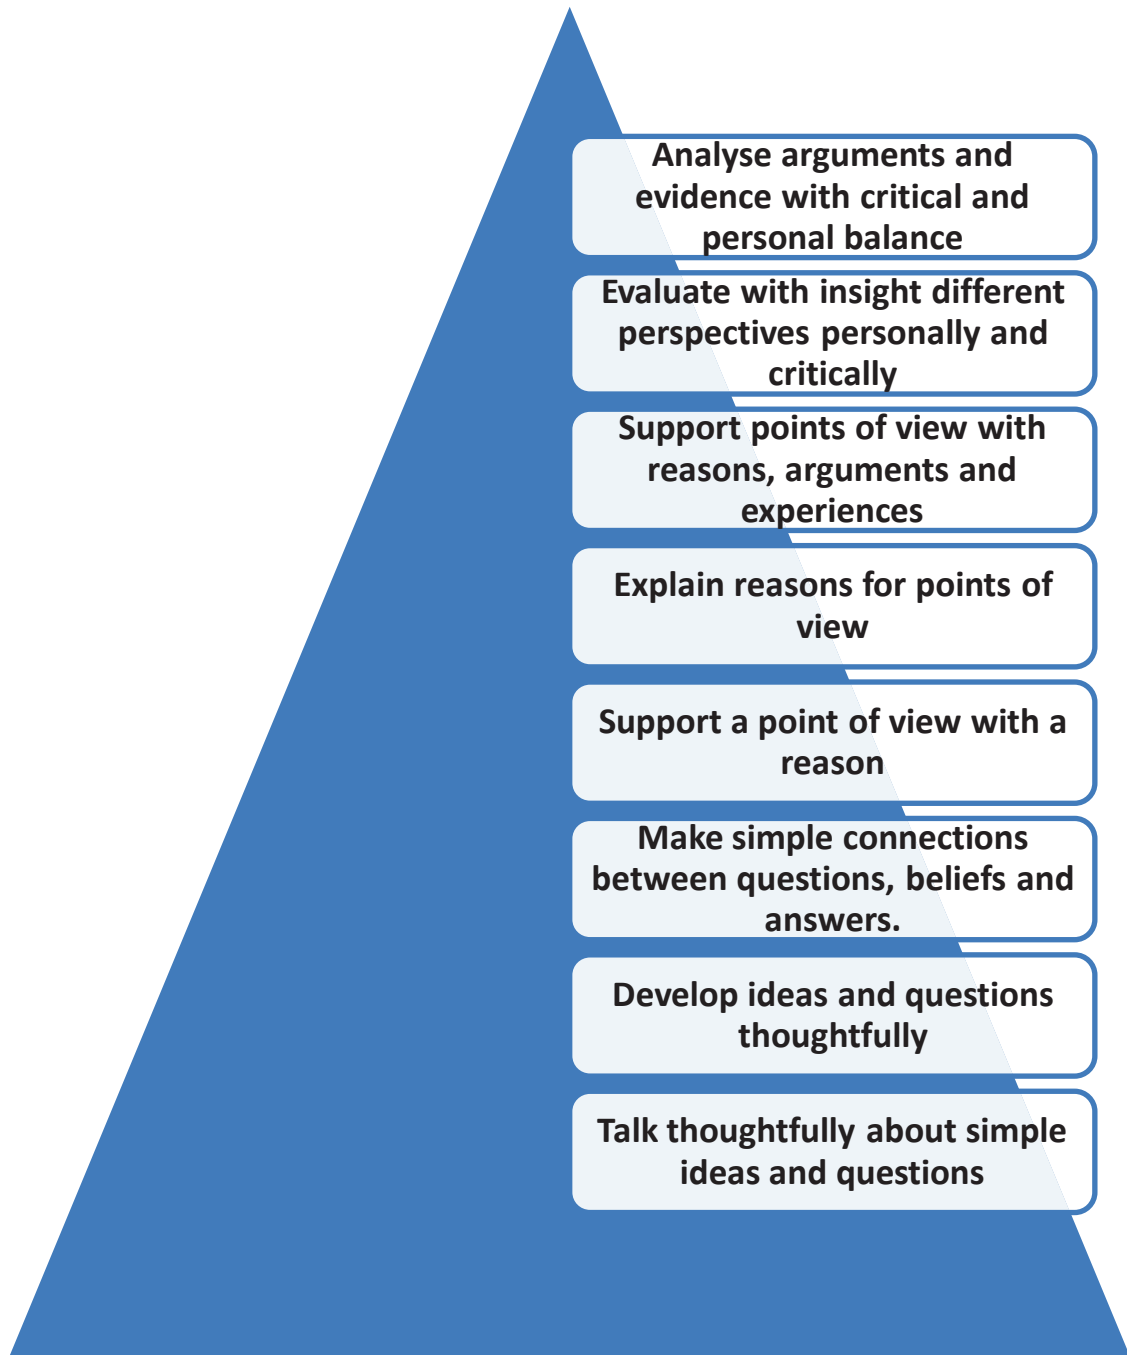 Analyse arguments and
evidence with critical and
personal balance
Evaluate with insight different
perspectives personally and
critically
Support points of view with
reasons, arguments and
experiences
Explain reasons for points of
view
Support a point of view with a
reason
Make simple connections
between questions, beliefs and
answers.
Develop ideas and questions
thoughtfully
Talk thoughtfully about simple
ideas and questions